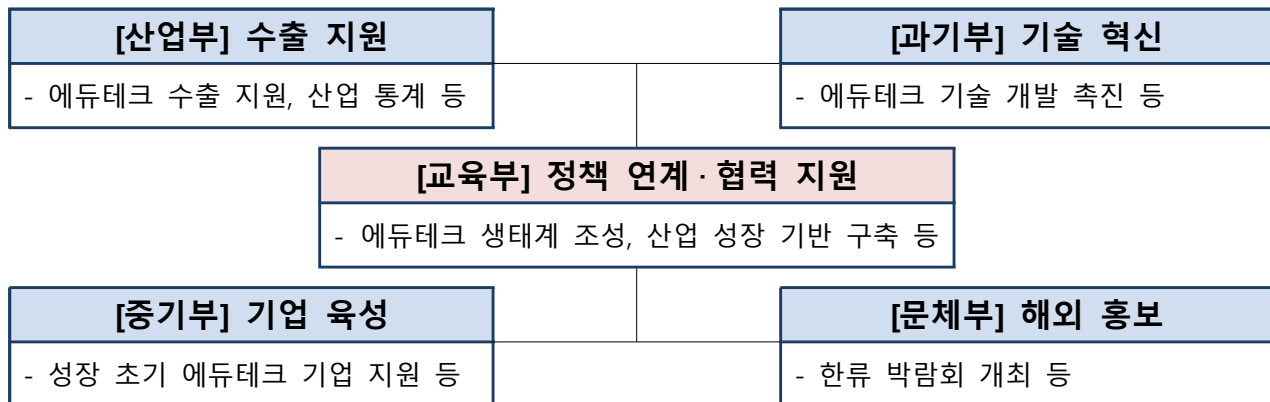 [산업부] 수출 지원
- 에듀테크 수출 지원, 산업 통계 등
[과기부] 기술 혁신
- 에듀테크 기술 개발 촉진 등
[교육부] 정책 연계·협력 지원
- 에듀테크 생태계 조성, 산업 성장 기반 구축 등
[중기부] 기업 육성
- 성장 초기 에듀테크 기업 지원 등
[문체부] 해외 홍보
- 한류 박람회 개최 등